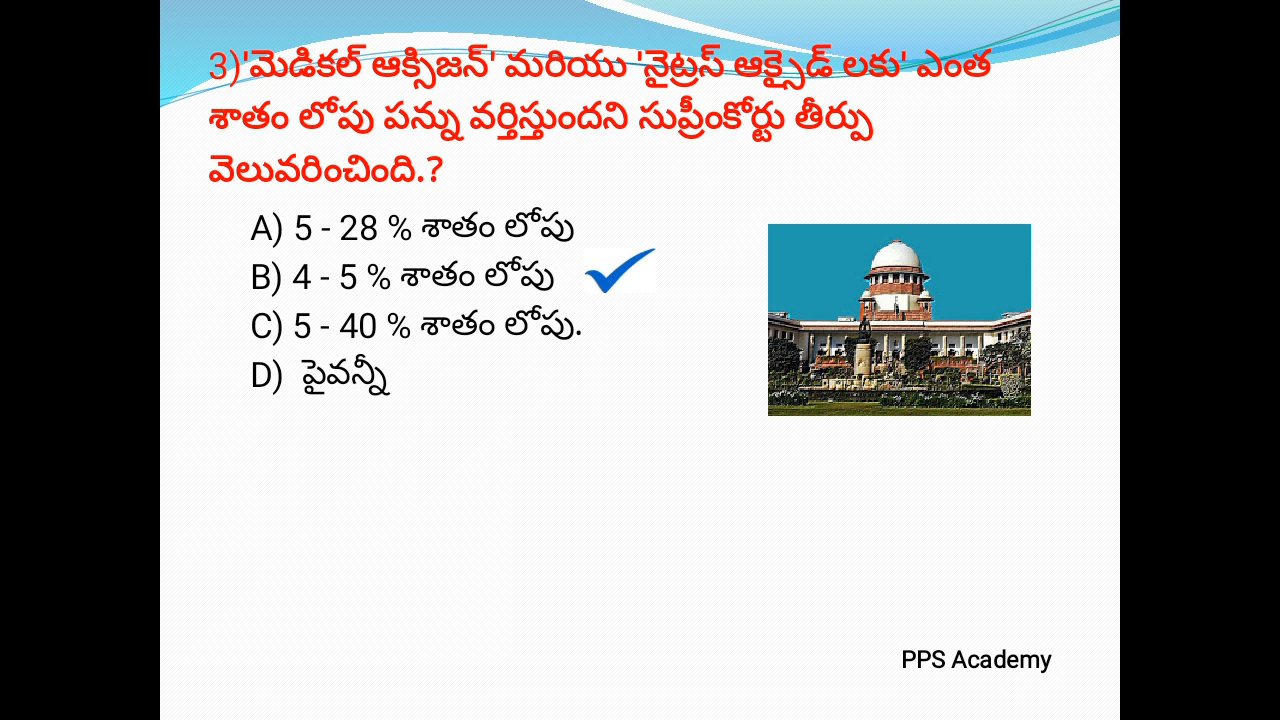 3)'మెడికల్ ఆక్సిజన్' మరియు 'నైట్రస్ ఆక్సైడ్ లకు' ఎంత
శాతం లోపు పన్ను వర్తిస్తుందని సుప్రీంకోర్టు తీర్పు
వెలువరించింది.?
A) 5 - 28 % శాతం లోపు
B) 4 - 5 % శాతం లోపు
C) 5 - 40 % శాతం లోపు.
D) పైవన్నీ
PPS Academy